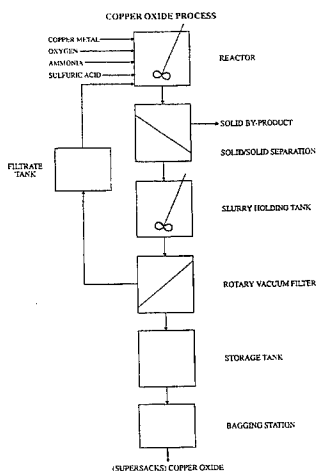 COPPER OXIDE PROCESS
COPPER METAL
OXYGEN
AMMONIA
SULFURIC ACID
REACTOR
SOLID BY-PRODUCT
SOLID/SOLID SEPARATION
FILTRATE
TANK
SLURRY HOLDING TANK
ROTARY VACUUM FILTER
STORAGE TANK
BAGGING STATION
(SUPERSACKS) COPPER OXIDE